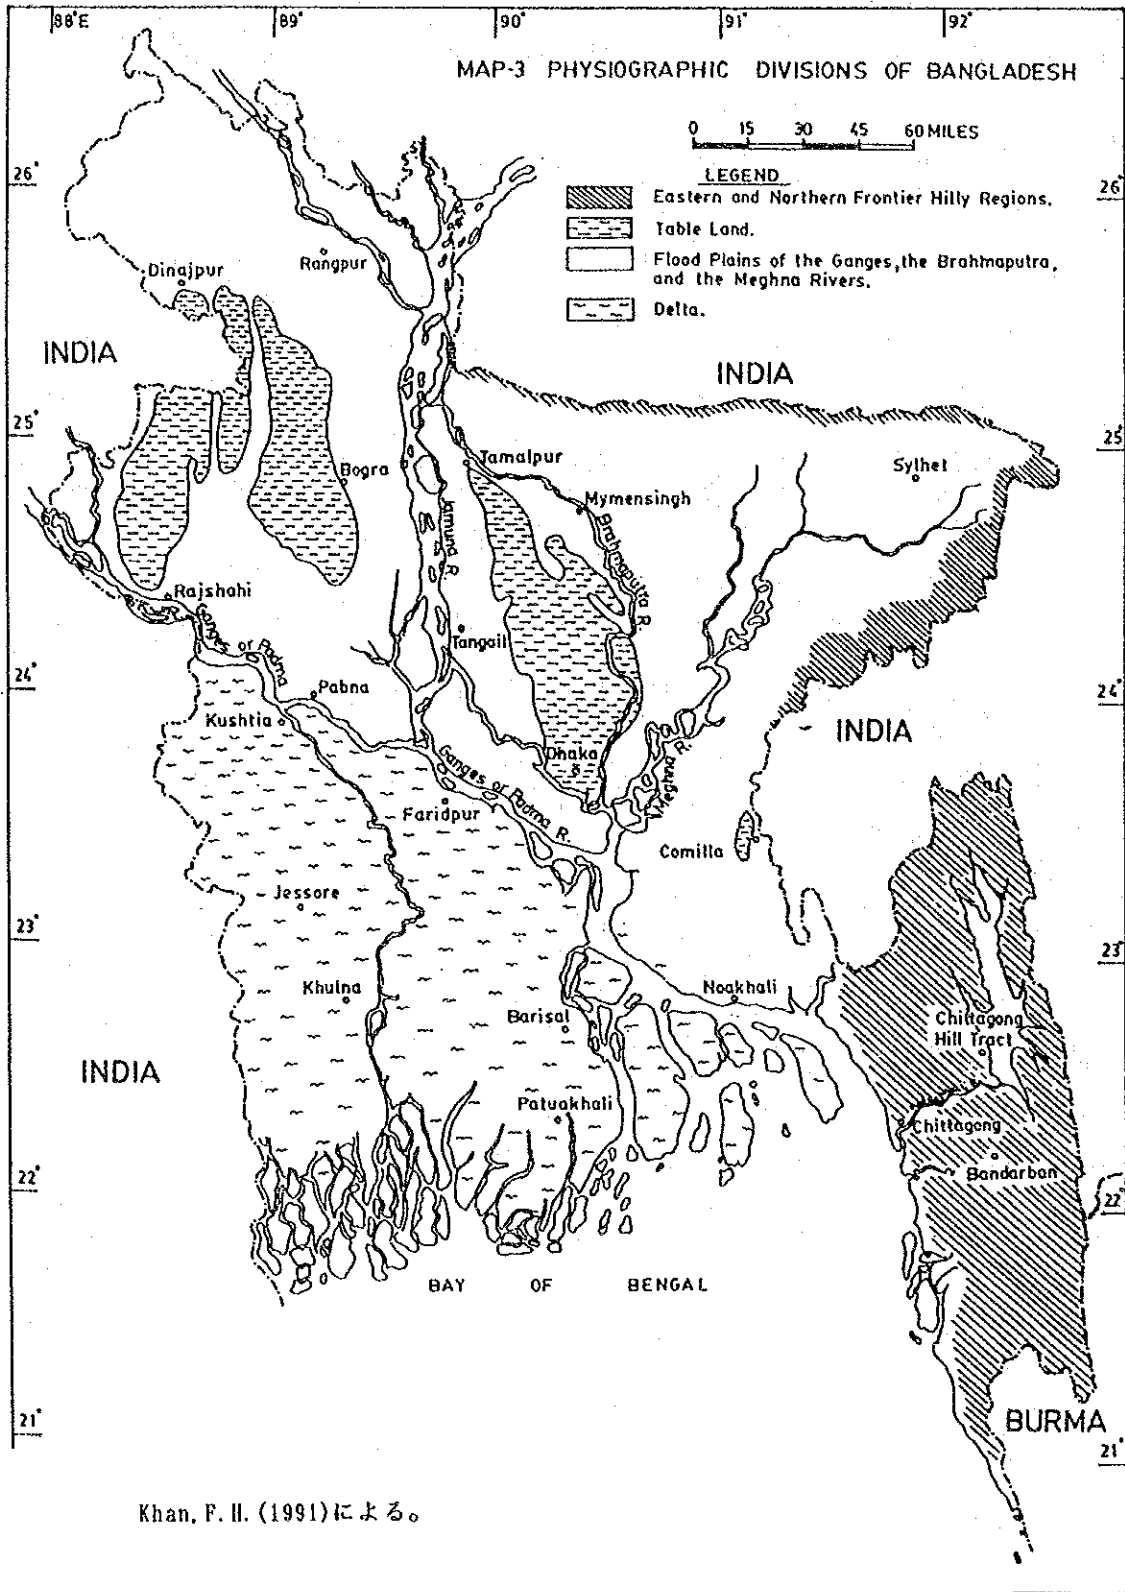 88°E 89° 90° 91° 92°
MAP-3 PHYSIOGRAPHIC DIVISIONS OF BANGLADESH
0 15 30 45 60 MILES
LEGEND
Eastern and Northern Frontier Hilly Regions.
Table Land.
Flood Plains of the Ganges, the Brahmaputra,
and the Meghna Rivers.
Delta.
26° 26°
Rangpur
Dinajpur
INDIA
INDIA
25° 25°
Tamalpur
Sylhet
Bogra
Mymensingh
Jamuna R.
Brahmaputra R.
Rajshahi
Ganges or Padma
Tangail
24° 24°
Pabna
Kushtia
INDIA
Dhaka
Ganges or Padma R.
Meghna R.
Faridpur
Comilla
Jessore
23° 23°
Khulna
Noakhali
Barisal
Chittagong
Hill Tract
INDIA
Patuakhali
Chittagong
Bandarban
22° 22°
BAY OF BENGAL
21° 21°
BURMA
Khan, F. H. (1991)による。